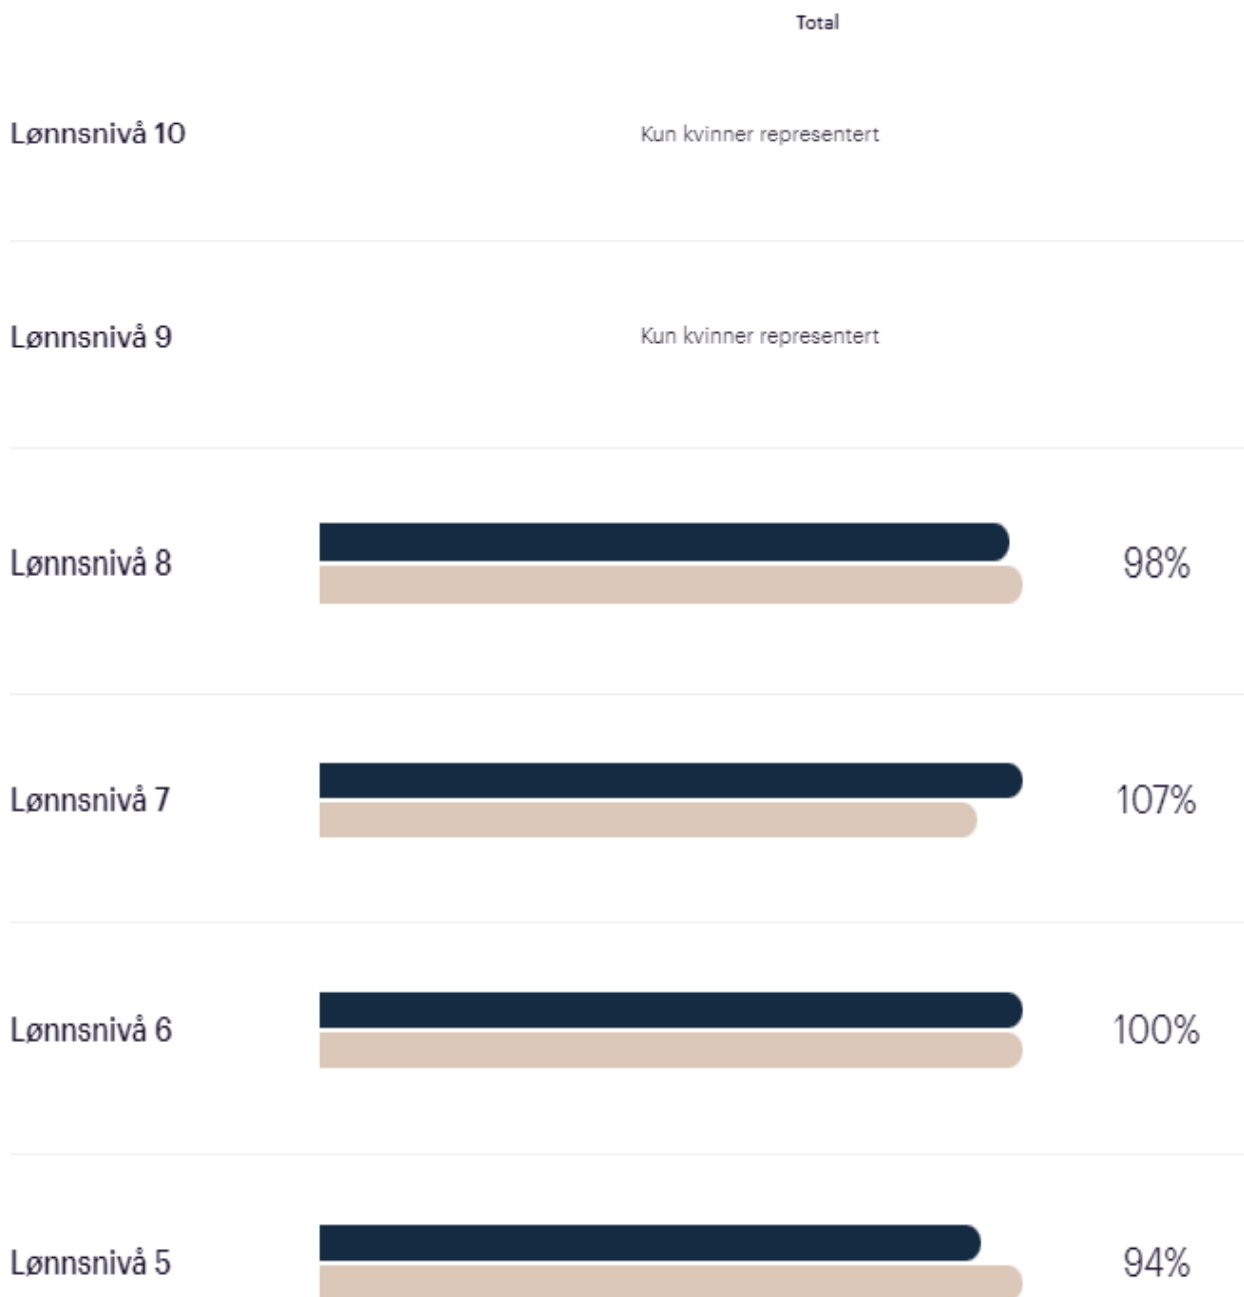 Total
Lønnsnivå 10
Kun kvinner representert
Lønnsnivå 9
Kun kvinner representert
Lønnsnivå 8
98%
Lønnsnivå 7
107%
Lønnsnivå 6
100%
Lønnsnivå 5
94%